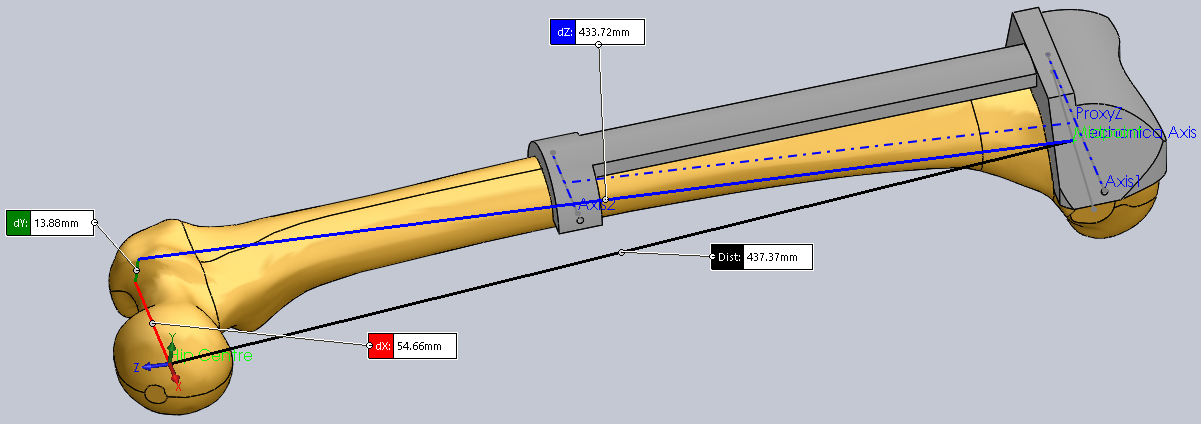 dZ: 433.72mm
ProxyZ
Mechanical Axis
Axis1
Axis2
dY: 13.88mm
Dist: 437.37mm
dX: 54.66mm
Y
Hip Centre
Z
X